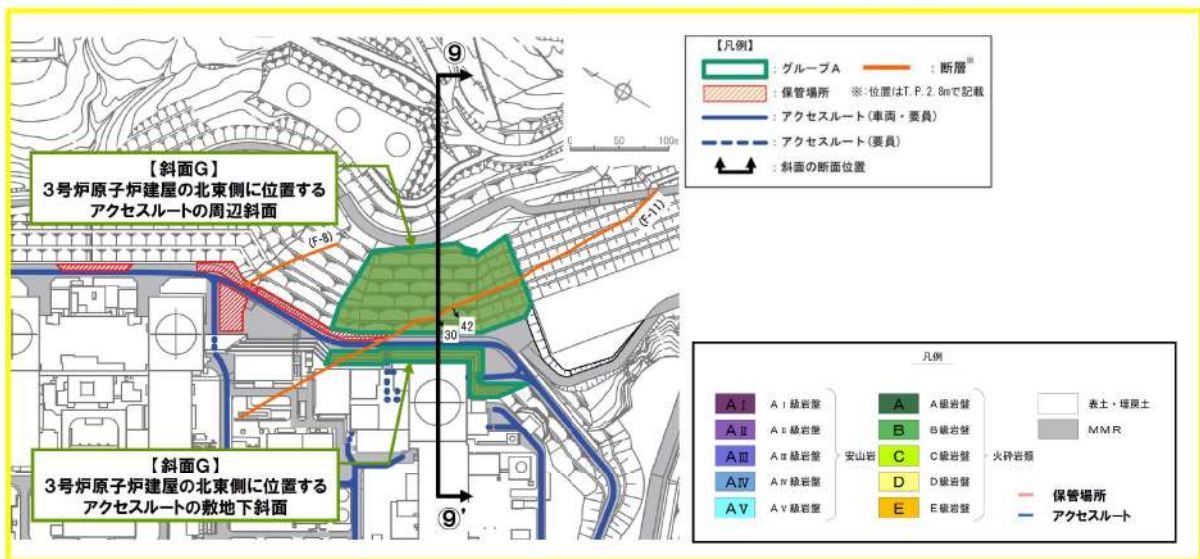 ⑨
【斜面G】
3号炉原子炉建屋の北東側に位置する
アクセスルートの周辺斜面
(F-8)
(F-11)
0 50 100m
42
30
【斜面G】
3号炉原子炉建屋の北東側に位置する
アクセスルートの敷地下斜面
⑨'
【凡例】
:グループA :断層※
:保管場所 ※:位置はT.P.2.8mで記載
:アクセスルート(車両・要員)
:アクセスルート(要員)
:斜面の断面位置
凡例
AⅠ AⅠ級岩盤
AⅡ AⅡ級岩盤
AⅢ AⅢ級岩盤
AⅣ AⅣ級岩盤
AⅤ AⅤ級岩盤
安山岩
A A級岩盤
B B級岩盤
C C級岩盤
D D級岩盤
E E級岩盤
火砕岩類
表土・埋戻土
MMR
保管場所
アクセスルート